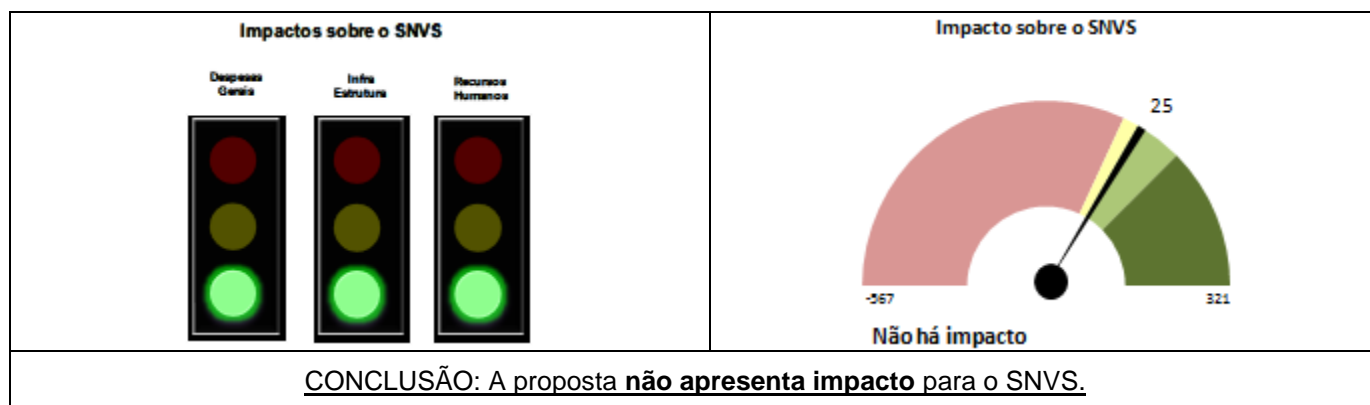 Impactos sobre o SNVS
Despesas
Gerais
Infra
Estrutura
Recursos
Humanos
Impacto sobre o SNVS
25
-567
321
Não há impacto
CONCLUSÃO: A proposta não apresenta impacto para o SNVS.